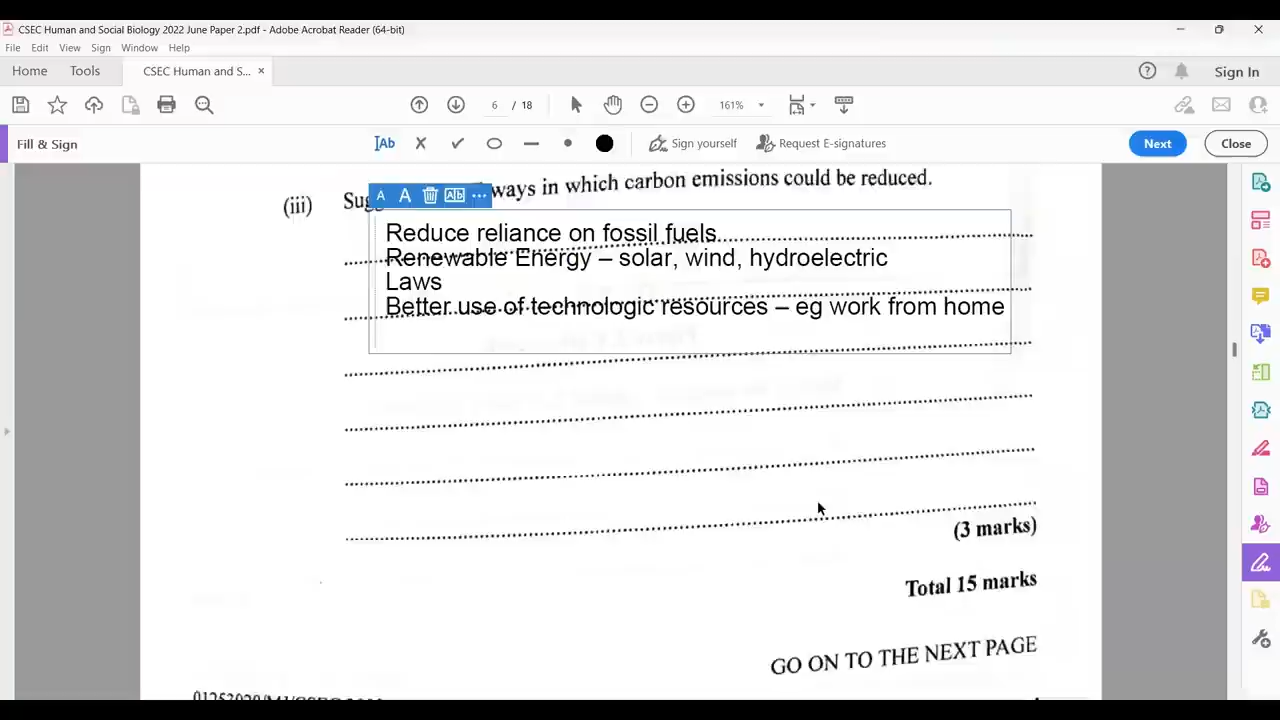 CSEC Human and Social Biology 2022 June Paper 2.pdf - Adobe Acrobat Reader (64-bit)
File Edit View Sign Window Help
Home Tools CSEC Human and S... ×
Sign In
6 / 18
161%
Fill & Sign
Ab
Sign yourself
Request E-signatures
Next
Close
(iii) Sug ways in which carbon emissions could be reduced.
A A Ab ...
Reduce reliance on fossil fuels
Renewable Energy – solar, wind, hydroelectric
Laws
Better use of technologic resources – eg work from home
(3 marks)
Total 15 marks
GO ON TO THE NEXT PAGE